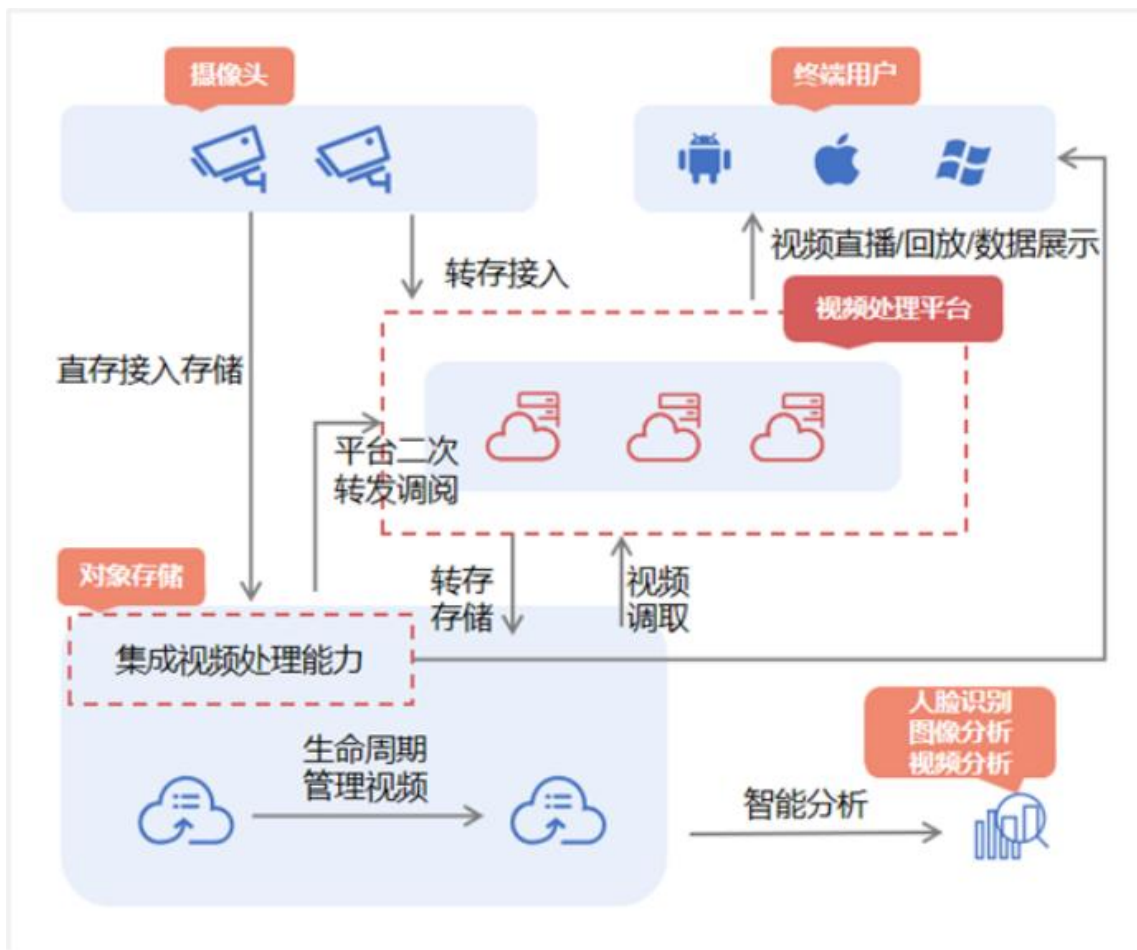 摄像头
终端用户
视频直播/回放/数据展示
转存接入
视频处理平台
直存接入存储
平台二次
转发调阅
对象存储
转存
存储
视频
调取
集成视频处理能力
人脸识别
图像分析
视频分析
生命周期
管理视频
智能分析